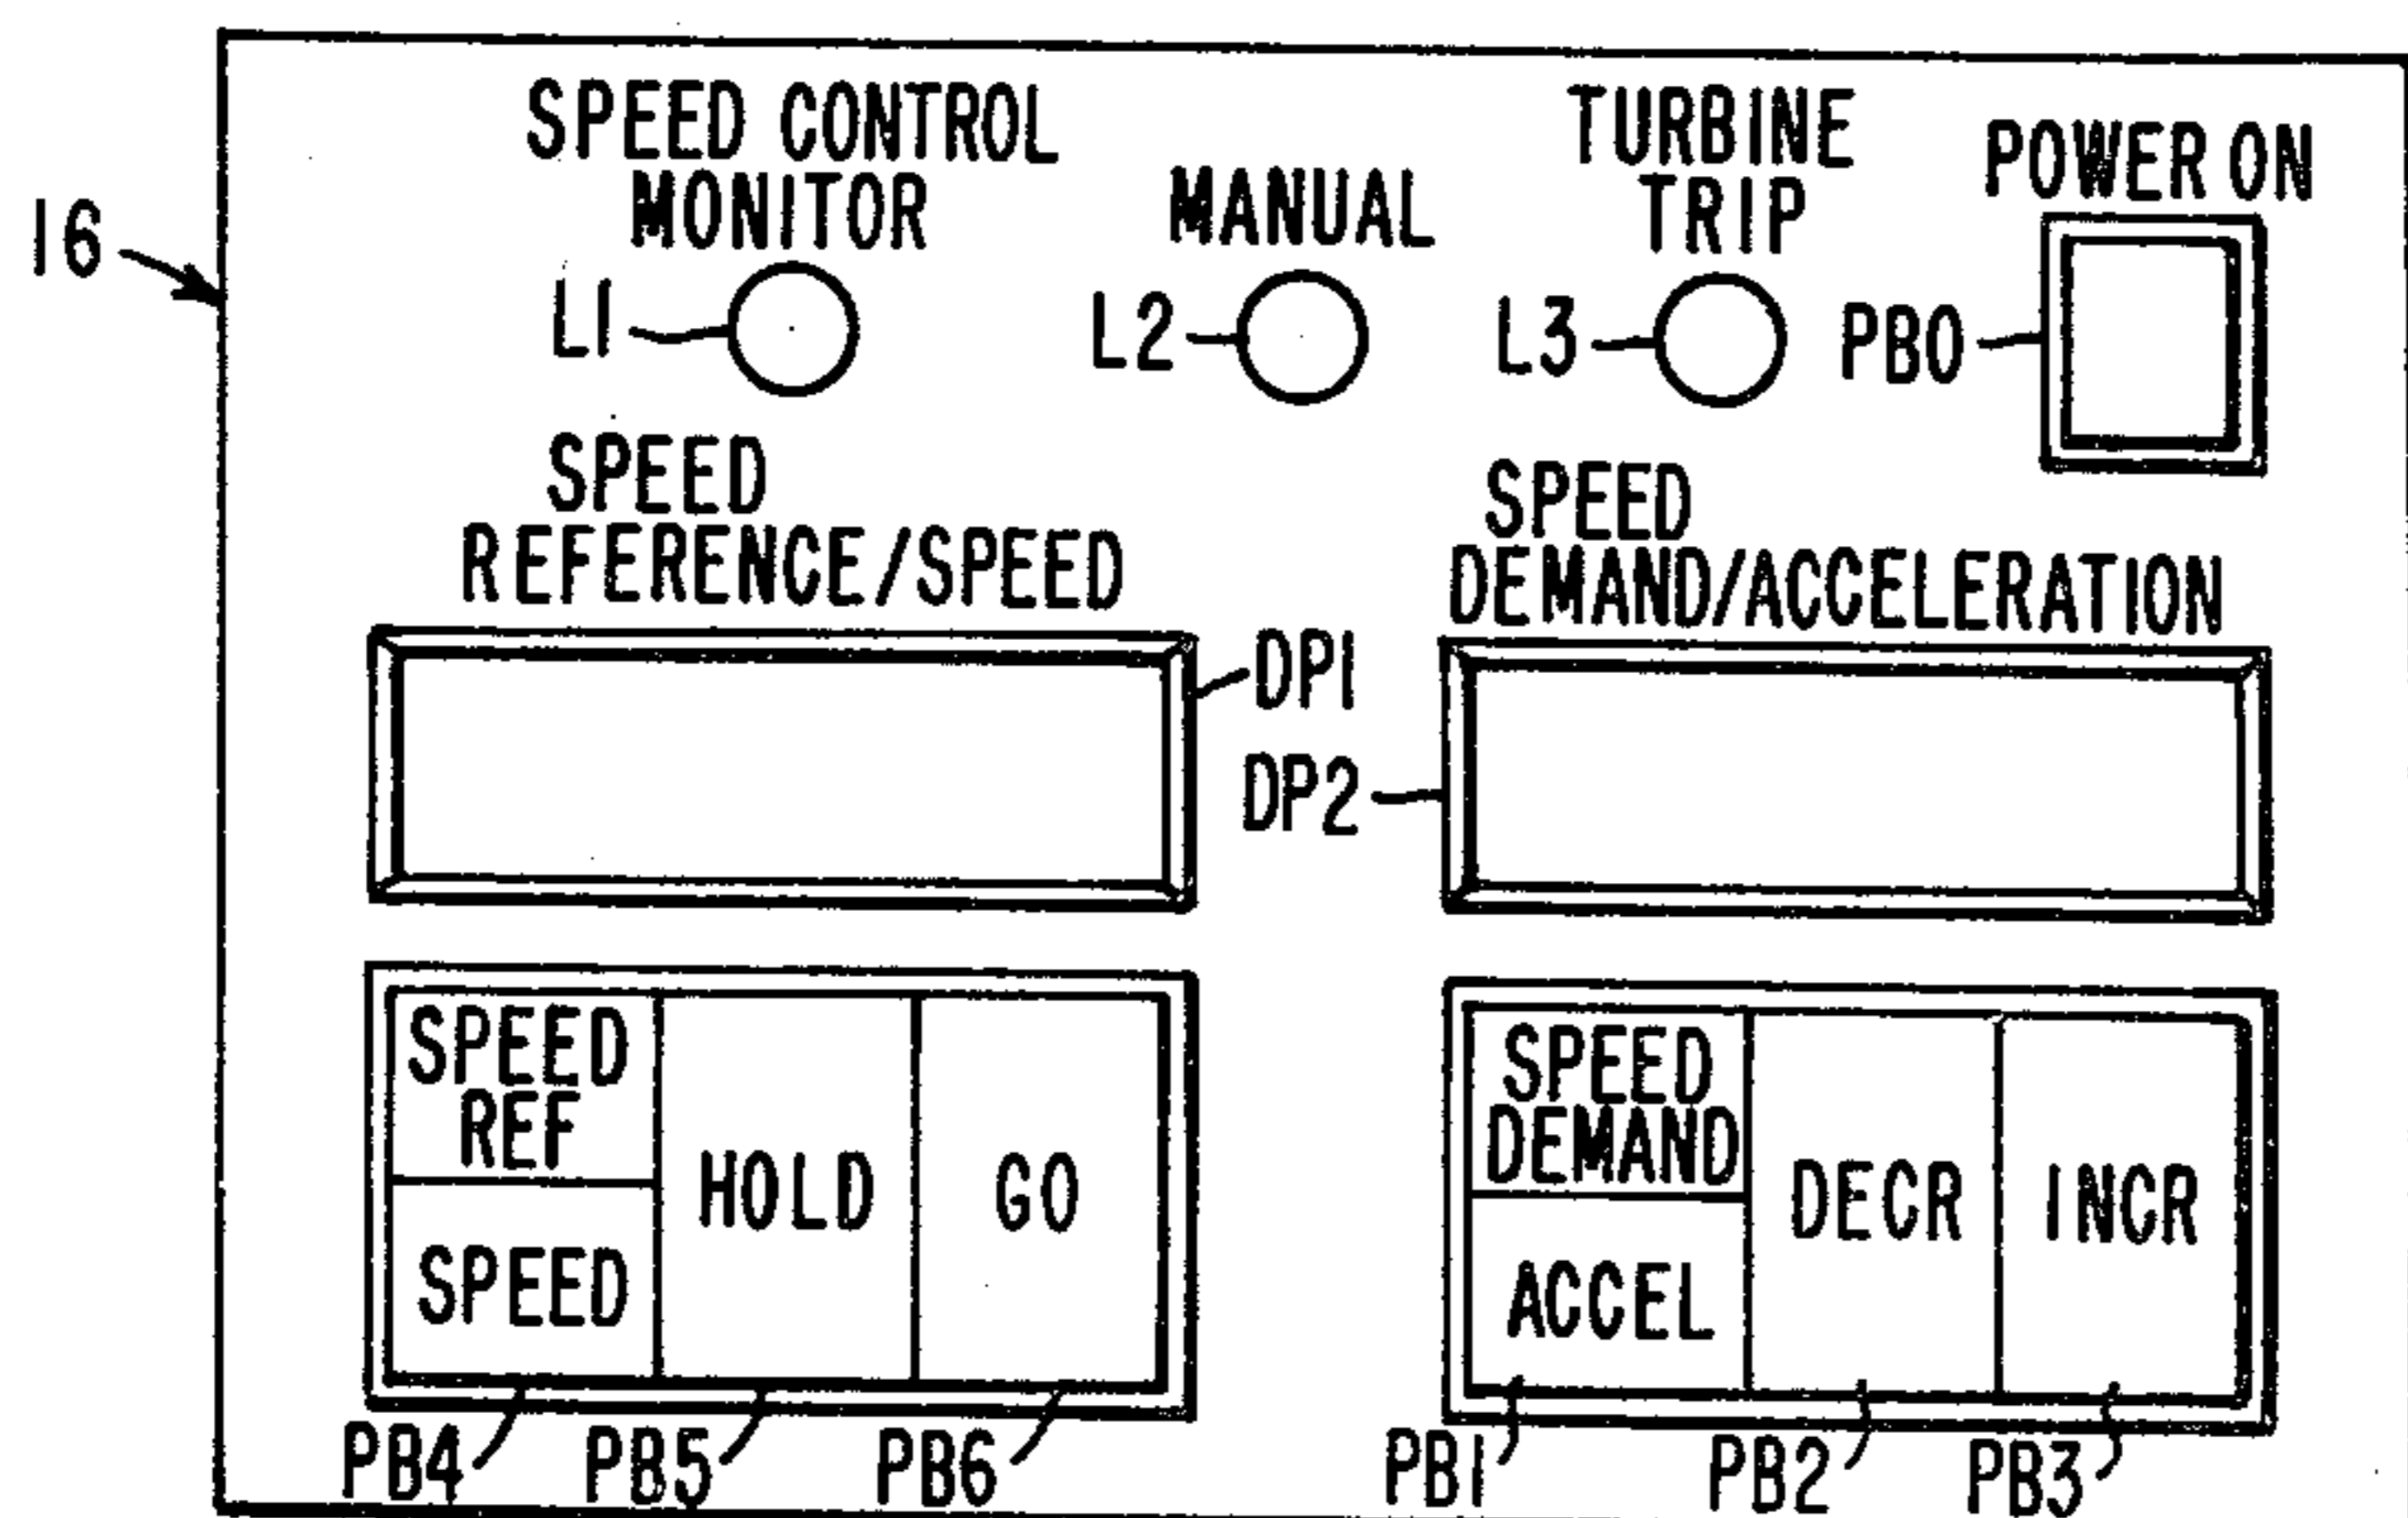 SPEED CONTROL
MONITOR
MANUAL
TURBINE
TRIP
POWER ON
16
L1
L2
L3
PB0
SPEED
REFERENCE/SPEED
SPEED
DEMAND/ACCELERATION
DP1
DP2
SPEED
REF
SPEED
HOLD
GO
SPEED
DEMAND
ACCEL
DECR
INCR
PB4
PB5
PB6
PB1
PB2
PB3